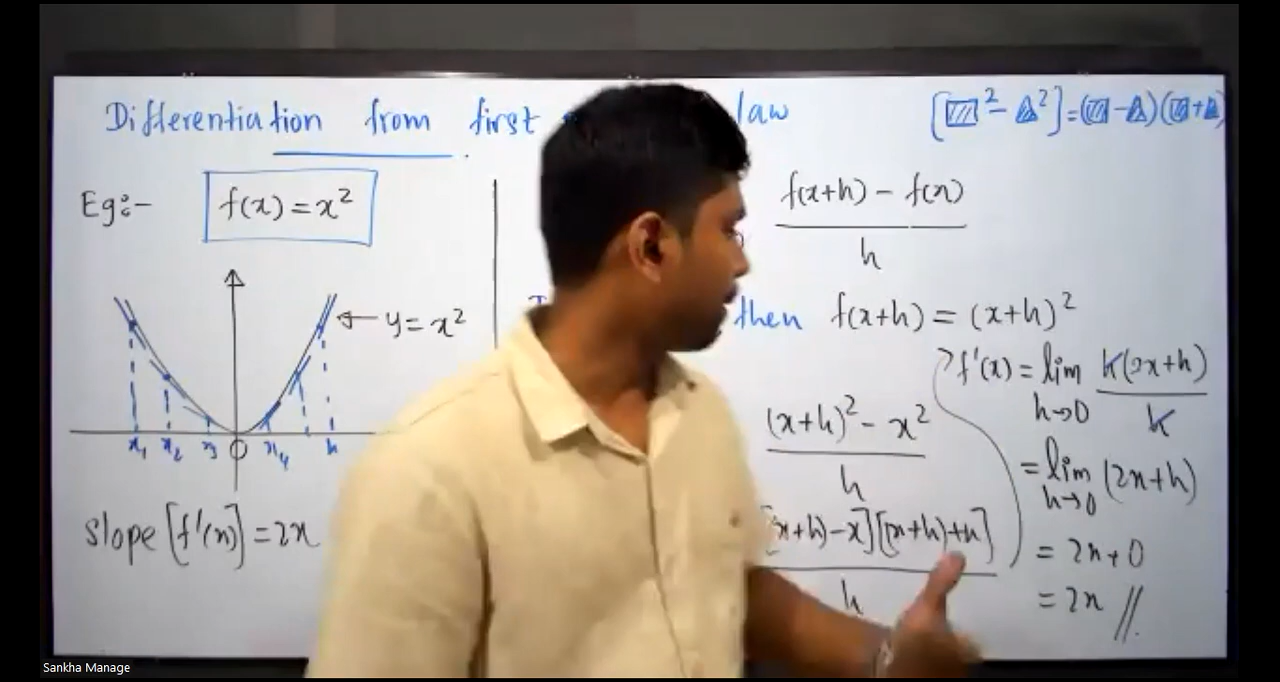 Differentiation from first law
[▨² - △²] = (▨ - △)(▨ + △)
Eg:- f(x) = x²
y = x²
x₁ x₂ x₃ O x₄ h
slope [f'(x)] = 2x
f(x+h) - f(x)
h
then f(x+h) = (x+h)²
(x+h)² - x²
h
[(x+h)-x][(x+h)+x]
h
f'(x) = lim h(2x+h)
h→0 h
= lim (2x+h)
h→0
= 2x+0
= 2x //
Sankha Manage